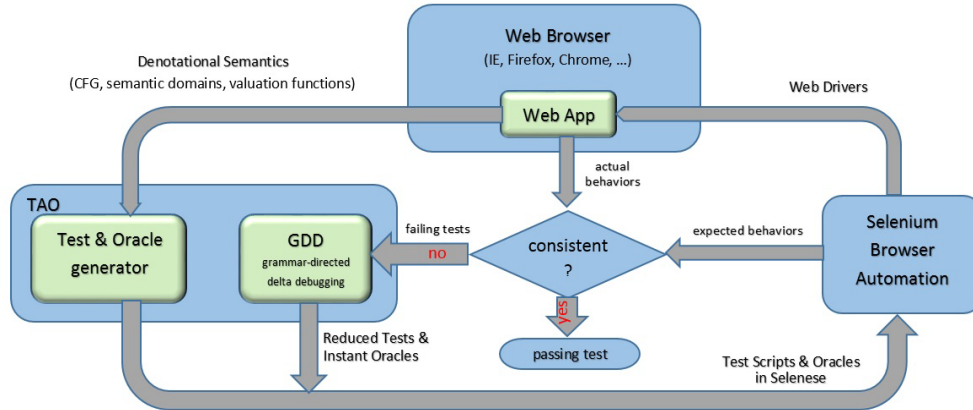 Web Browser
(IE, Firefox, Chrome, ...)
Denotational Semantics
(CFG, semantic domains, valuation functions)
Web App
Web Drivers
actual
behaviors
TAO
Test & Oracle
generator
GDD
grammar-directed
delta debugging
failing tests
no
consistent
?
expected behaviors
Selenium
Browser
Automation
yes
passing test
Reduced Tests &
Instant Oracles
Test Scripts & Oracles
in Selenese